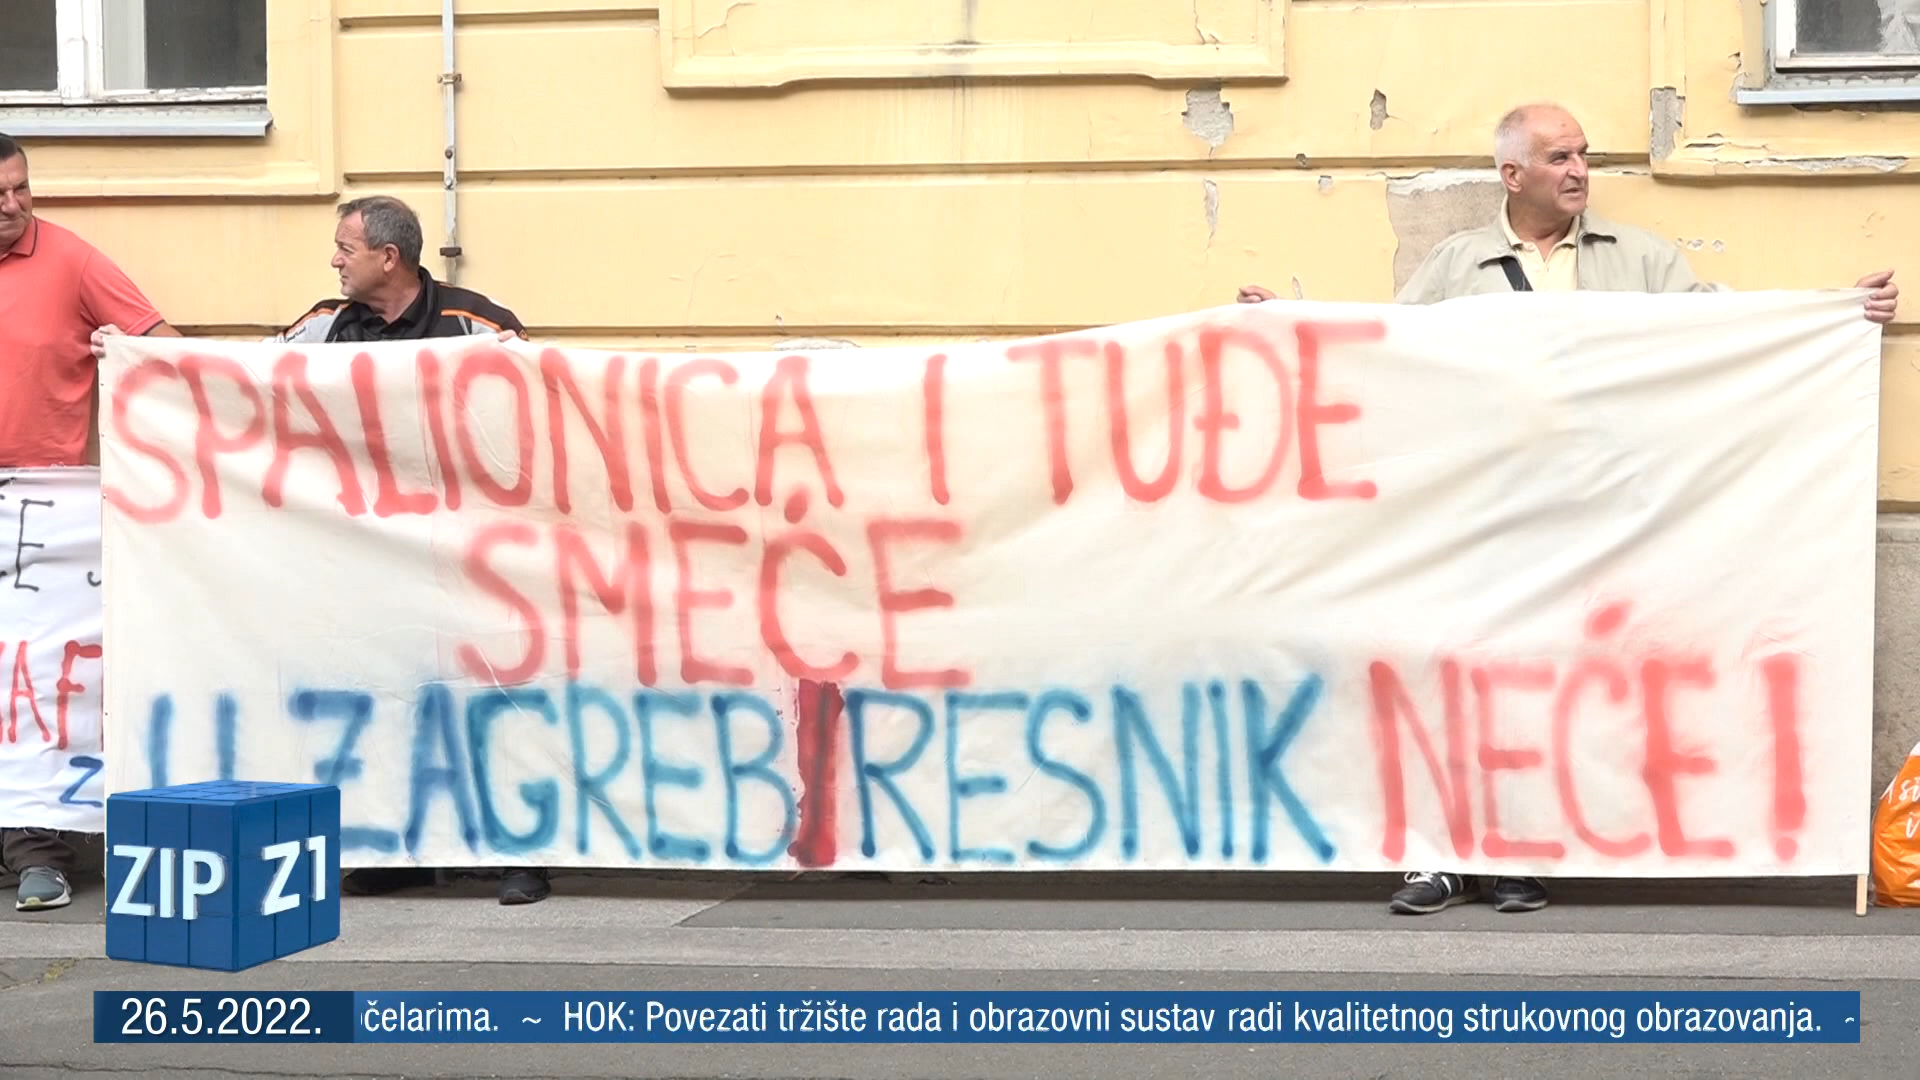 SPALIONICA I TUĐE
SMEĆE
U ZAGREB I RESNIK NEĆE!
ZIP Z1
26.5.2022.
čelarima. ~ HOK: Povezati tržište rada i obrazovni sustav radi kvalitetnog strukovnog obrazovanja. ~